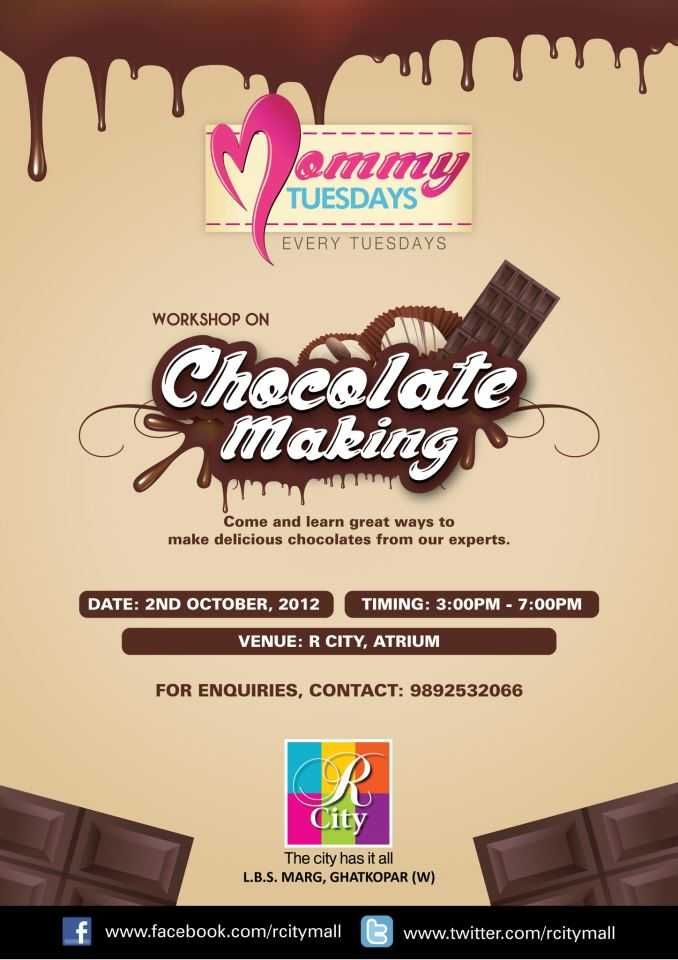 Mommy
TUESDAYS
EVERY TUESDAYS
WORKSHOP ON
Chocolate
Making
Come and learn great ways to
make delicious chocolates from our experts.
DATE: 2ND OCTOBER, 2012
TIMING: 3:00PM - 7:00PM
VENUE: R CITY, ATRIUM
FOR ENQUIRIES, CONTACT: 9892532066
R
City
The city has it all
L.B.S. MARG, GHATKOPAR (W)
f www.facebook.com/rcitymall
t www.twitter.com/rcitymall